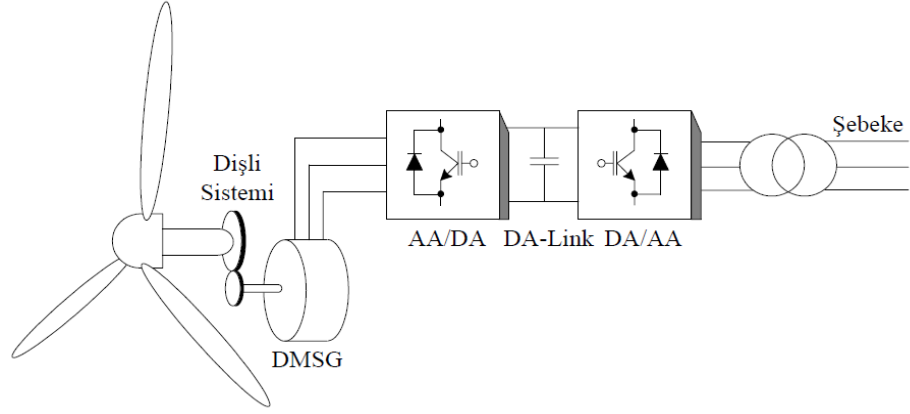 Şebeke
Dişli
Sistemi
AA/DA
DA-Link
DA/AA
DMSG